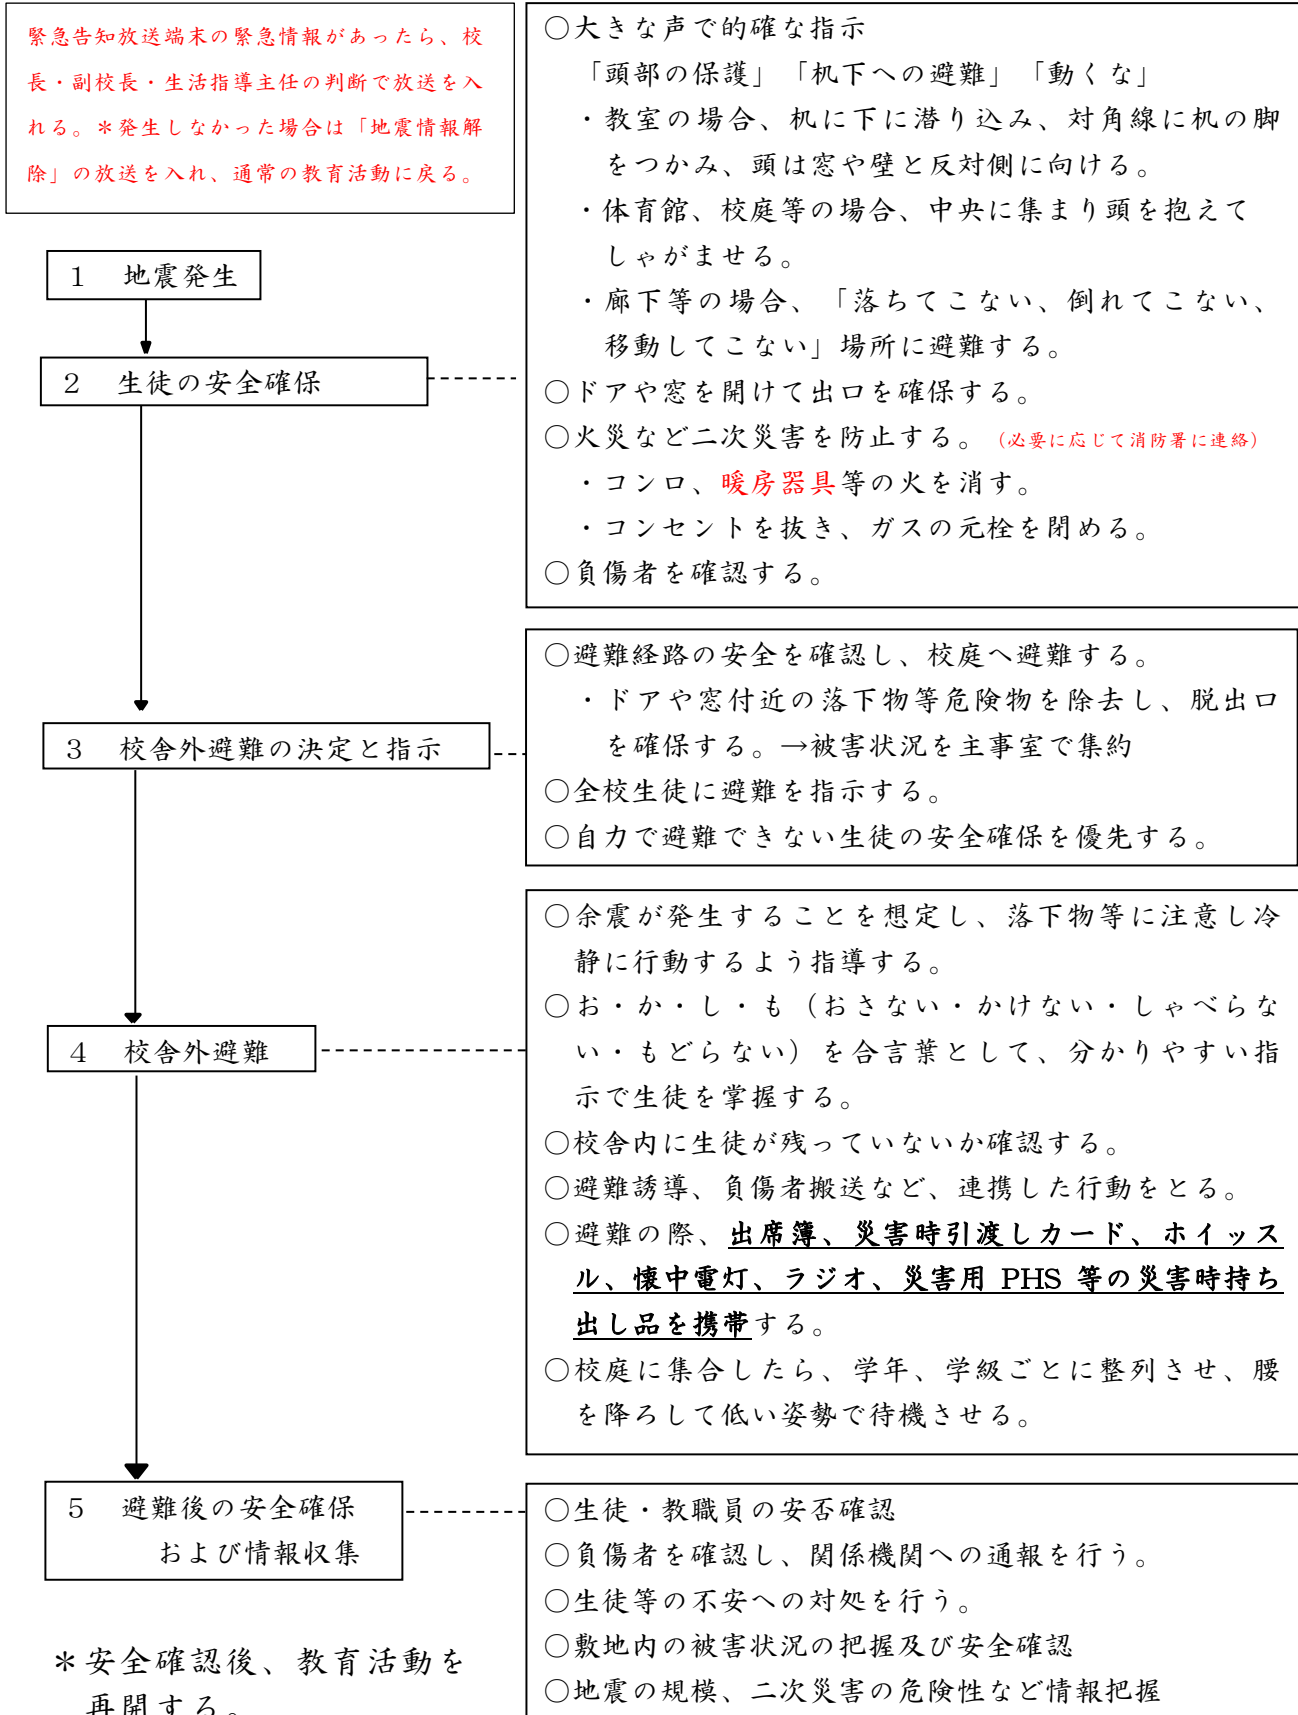 緊急告知放送端末の緊急情報があったら、校
長・副校長・生活指導主任の判断で放送を入
れる。＊発生しなかった場合は「地震情報解
除」の放送を入れ、通常の教育活動に戻る。
１　地震発生
２　生徒の安全確保
〇大きな声で的確な指示
「頭部の保護」「机下への避難」「動くな」
・教室の場合、机に下に潜り込み、対角線に机の脚
をつかみ、頭は窓や壁と反対側に向ける。
・体育館、校庭等の場合、中央に集まり頭を抱えて
しゃがませる。
・廊下等の場合、「落ちてこない、倒れてこない、
移動してこない」場所に避難する。
〇ドアや窓を開けて出口を確保する。
〇火災など二次災害を防止する。（必要に応じて消防署に連絡）
・コンロ、暖房器具等の火を消す。
・コンセントを抜き、ガスの元栓を閉める。
〇負傷者を確認する。
３　校舎外避難の決定と指示
〇避難経路の安全を確認し、校庭へ避難する。
・ドアや窓付近の落下物等危険物を除去し、脱出口
を確保する。→被害状況を主事室で集約
〇全校生徒に避難を指示する。
〇自力で避難できない生徒の安全確保を優先する。
４　校舎外避難
〇余震が発生することを想定し、落下物等に注意し冷
静に行動するよう指導する。
〇お・か・し・も（おさない・かけない・しゃべらな
い・もどらない）を合言葉として、分かりやすい指
示で生徒を掌握する。
〇校舎内に生徒が残っていないか確認する。
〇避難誘導、負傷者搬送など、連携した行動をとる。
〇避難の際、出席簿、災害時引渡しカード、ホイッス
ル、懐中電灯、ラジオ、災害用 PHS 等の災害時持ち
出し品を携帯する。
〇校庭に集合したら、学年、学級ごとに整列させ、腰
を降ろして低い姿勢で待機させる。
５　避難後の安全確保
および情報収集
〇生徒・教職員の安否確認
〇負傷者を確認し、関係機関への通報を行う。
〇生徒等の不安への対処を行う。
〇敷地内の被害状況の把握及び安全確認
〇地震の規模、二次災害の危険性など情報把握
＊安全確認後、教育活動を
再開する。